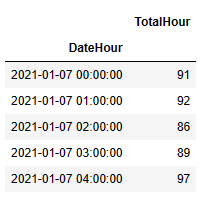 TotalHour
DateHour
2021-01-07 00:00:00 91
2021-01-07 01:00:00 92
2021-01-07 02:00:00 86
2021-01-07 03:00:00 89
2021-01-07 04:00:00 97